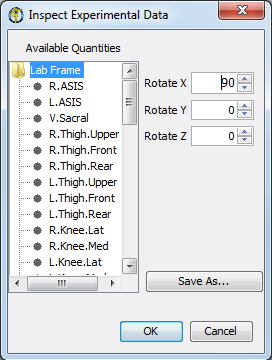 Inspect Experimental Data
Available Quantities
Lab Frame
R.ASIS
L.ASIS
V.Sacral
R.Thigh.Upper
R.Thigh.Front
R.Thigh.Rear
L.Thigh.Upper
L.Thigh.Front
L.Thigh.Rear
R.Knee.Lat
R.Knee.Med
L.Knee.Lat
L.Knee.Med
Rotate X 90
Rotate Y 0
Rotate Z 0
Save As...
OK
Cancel